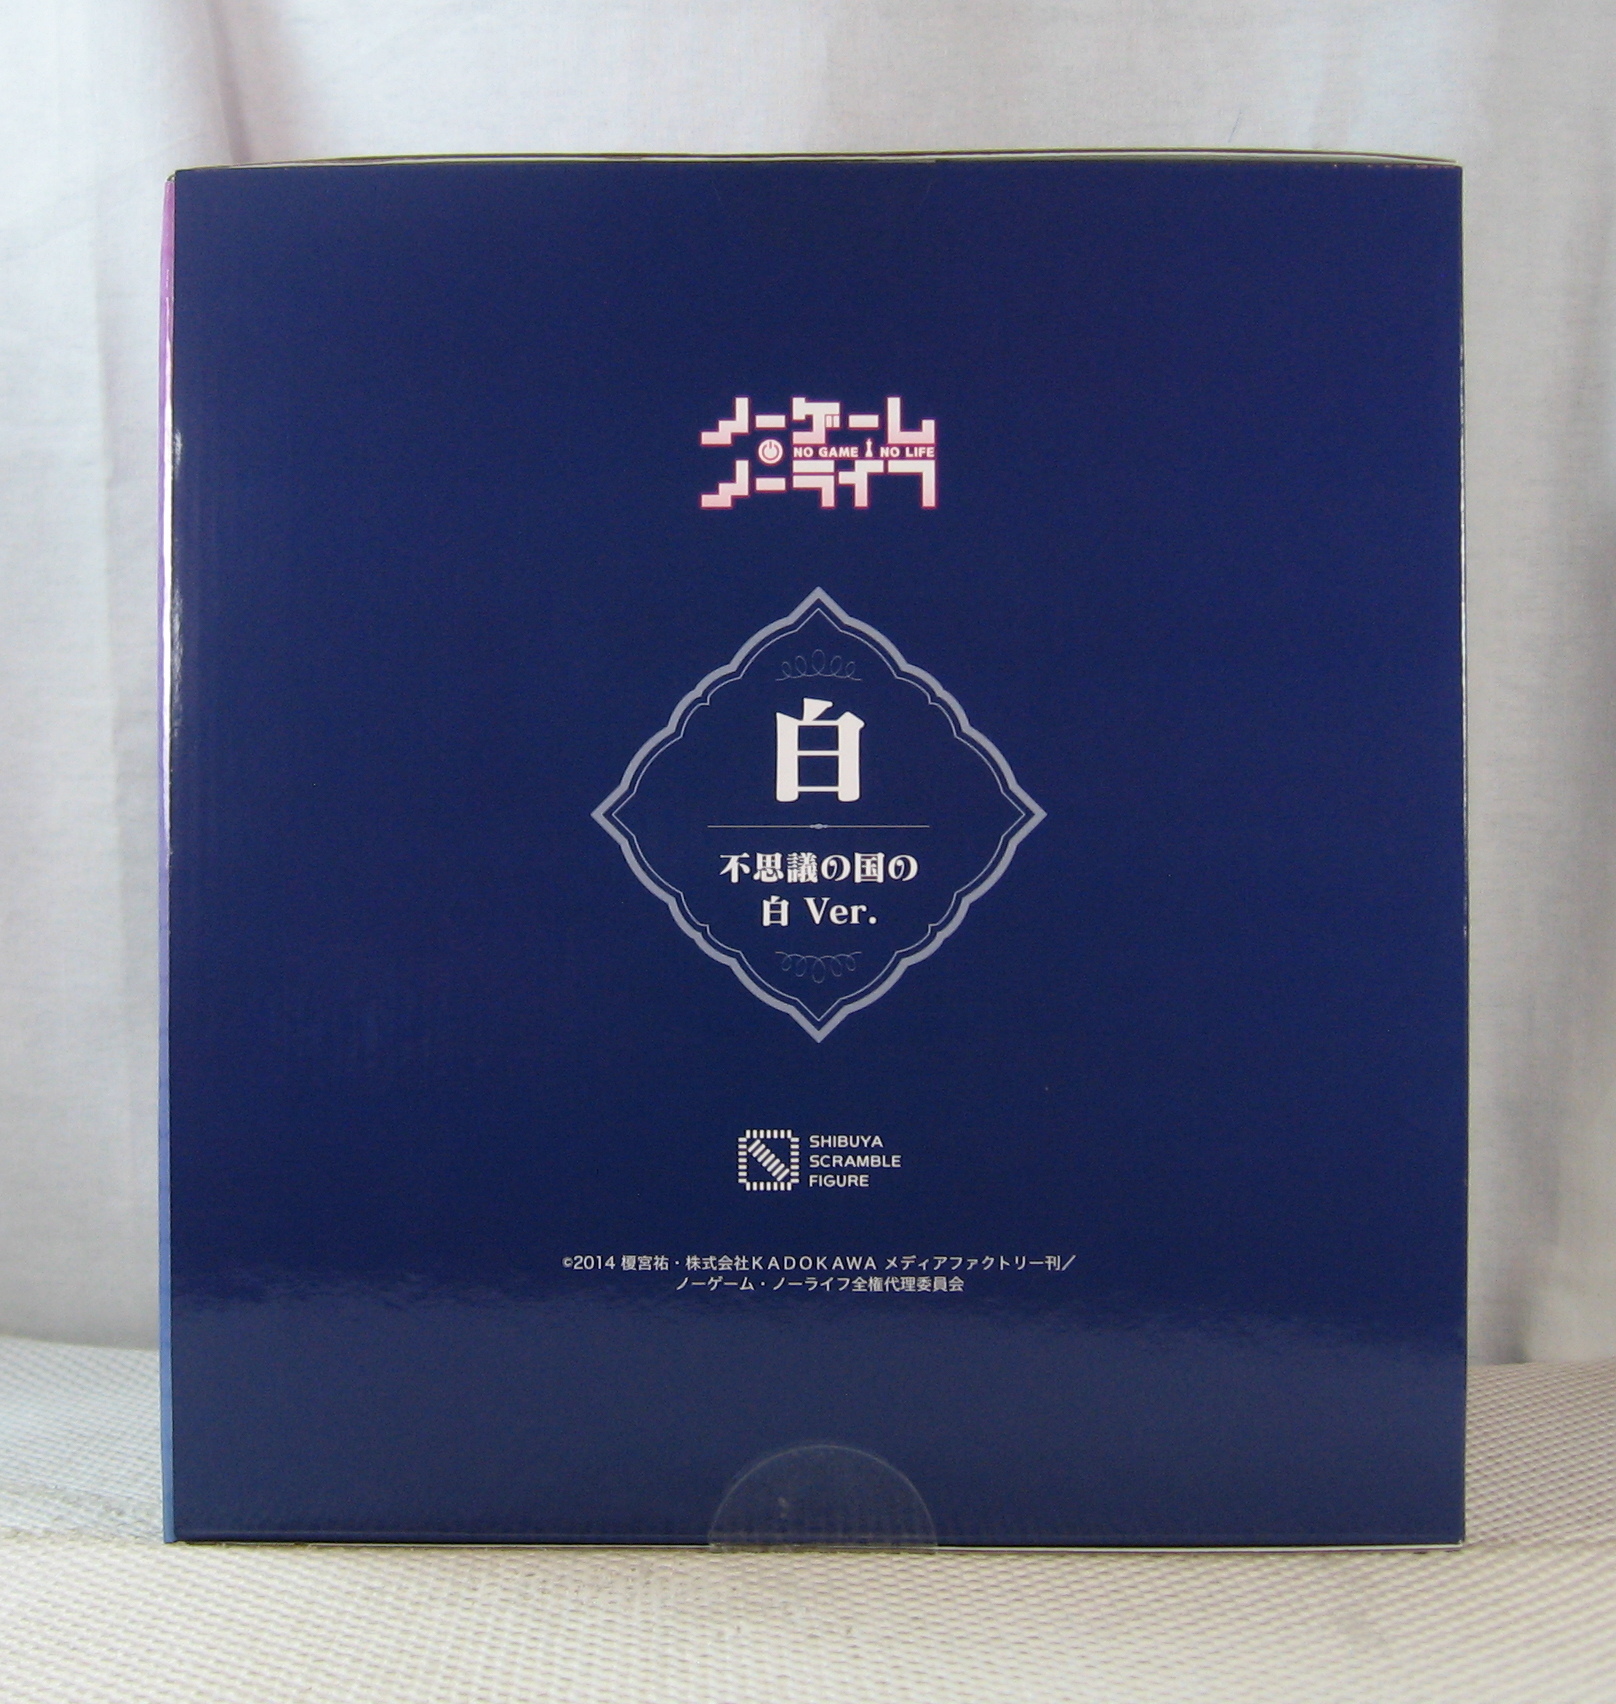 ノーゲーム
NO GAME NO LIFE
ノーライフ
白
不思議の国の
白 Ver.
SHIBUYA
SCRAMBLE
FIGURE
©2014 榎宮祐・株式会社KADOKAWA メディアファクトリー刊／
ノーゲーム・ノーライフ全権代理委員会